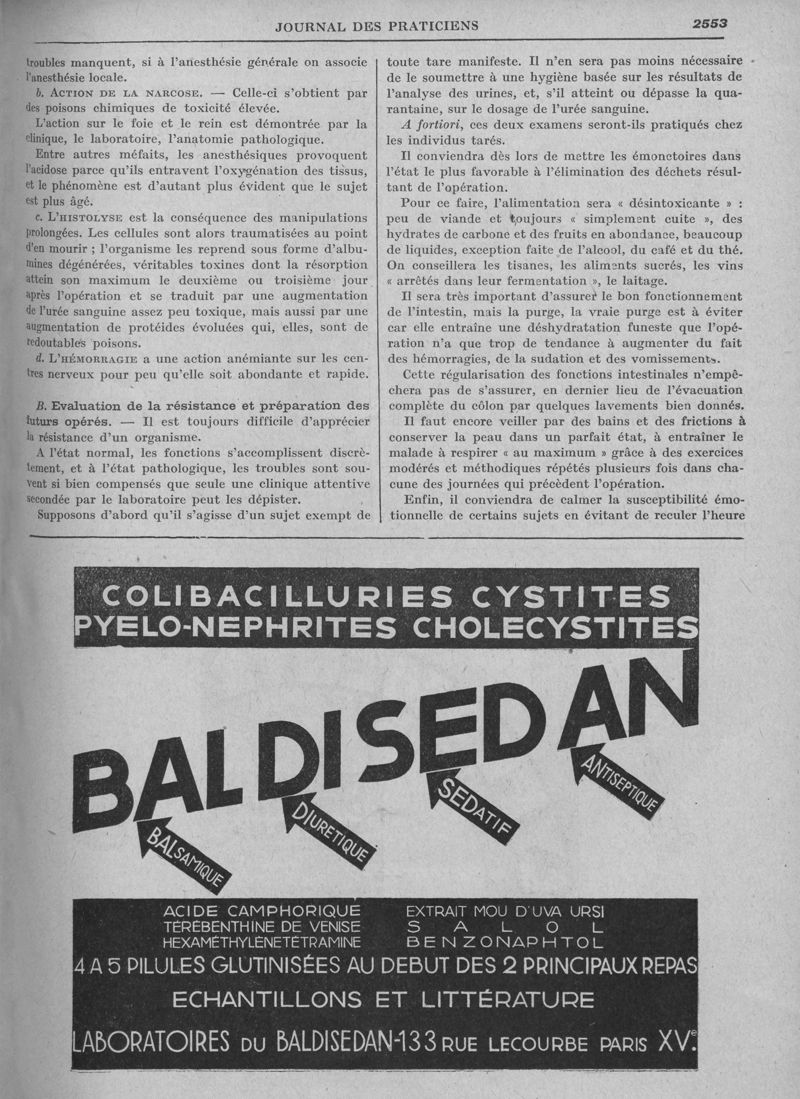 JOURNAL DES PRATICIENS
2553
troubles manquent, si à l'anesthésie générale on associe
l'anesthésie locale.
b. ACTION DE LA NARCOSE. — Celle-ci s'obtient par
des poisons chimiques de toxicité élevée.
L'action sur le foie et le rein est démontrée par la
clinique, le laboratoire, l'anatomie pathologique.
Entre autres méfaits, les anesthésiques provoquent
l'acidose parce qu'ils entravent l'oxygénation des tissus,
et le phénomène est d'autant plus évident que le sujet
est plus âgé.
c. L'HISTOLYSE est la conséquence des manipulations
prolongées. Les cellules sont alors traumatisées au point
d'en mourir ; l'organisme les reprend sous forme d'albu-
mines dégénérées, véritables toxines dont la résorption
attein son maximum le deuxième ou troisième jour
après l'opération et se traduit par une augmentation
de l'urée sanguine assez peu toxique, mais aussi par une
augmentation de protéides évoluées qui, elles, sont de
redoutables poisons.
d. L'HÉMORRAGIE a une action anémiante sur les cen-
tres nerveux pour peu qu'elle soit abondante et rapide.
B. Evaluation de la résistance et préparation des
futurs opérés. — Il est toujours difficile d'apprécier
la résistance d'un organisme.
A l'état normal, les fonctions s'accomplissent discrè-
tement, et à l'état pathologique, les troubles sont sou-
vent si bien compensés que seule une clinique attentive
secondée par le laboratoire peut les dépister.
Supposons d'abord qu'il s'agisse d'un sujet exempt de
toute tare manifeste. Il n'en sera pas moins nécessaire
de le soumettre à une hygiène basée sur les résultats de
l'analyse des urines, et, s'il atteint ou dépasse la qua-
rantaine, sur le dosage de l'urée sanguine.
A fortiori, ces deux examens seront-ils pratiqués chez
les individus tarés.
Il conviendra dès lors de mettre les émonctoires dans
l'état le plus favorable à l'élimination des déchets résul-
tant de l'opération.
Pour ce faire, l'alimentation sera « désintoxicante » :
peu de viande et toujours « simplement cuite », des
hydrates de carbone et des fruits en abondance, beaucoup
de liquides, exception faite de l'alcool, du café et du thé.
On conseillera les tisanes, les aliments sucrés, les vins
« arrêtés dans leur fermentation », le laitage.
Il sera très important d'assurer le bon fonctionnement
de l'intestin, mais la purge, la vraie purge est à éviter
car elle entraîne une déshydratation funeste que l'opé-
ration n'a que trop de tendance à augmenter du fait
des hémorragies, de la sudation et des vomissements.
Cette régularisation des fonctions intestinales n'empê-
chera pas de s'assurer, en dernier lieu de l'évacuation
complète du côlon par quelques lavements bien donnés.
Il faut encore veiller par des bains et des frictions à
conserver la peau dans un parfait état, à entraîner le
malade à respirer « au maximum » grâce à des exercices
modérés et méthodiques répétés plusieurs fois dans cha-
cune des journées qui précèdent l'opération.
Enfin, il conviendra de calmer la susceptibilité émo-
tionnelle de certains sujets en évitant de reculer l'heure
COLIBACILLURIES CYSTITES
PYELO-NEPHRITES CHOLECYSTITES
BALDISEDAN
BALSAMIQUE
DIURETIQUE
SEDATIF
ANTISEPTIQUE
ACIDE CAMPHORIQUE
TÉRÉBENTHINE DE VENISE
HEXAMÉTHYLÈNETÉTRAMINE
EXTRAIT MOU D'UVA URSI
SALOL
BENZONAPHTOL
4 A 5 PILULES GLUTINISÉES AU DEBUT DES 2 PRINCIPAUX REPAS
ECHANTILLONS ET LITTÉRATURE
LABORATOIRES DU BALDISEDAN-133 RUE LECOURBE PARIS XVe.